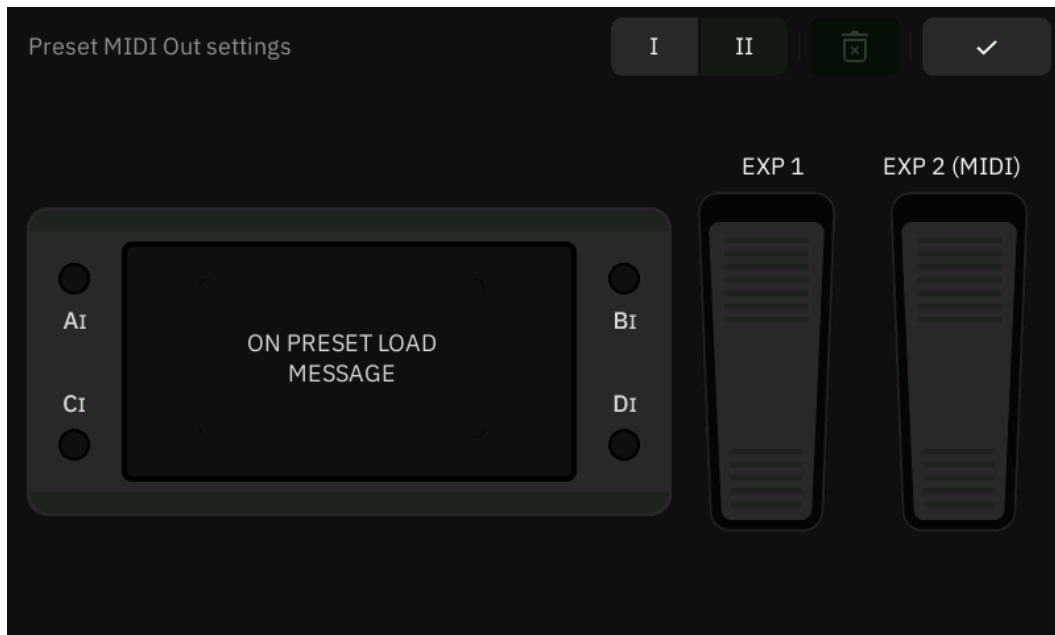 Preset MIDI Out settings
I
II
EXP 1
EXP 2 (MIDI)
AI
BI
ON PRESET LOAD
MESSAGE
CI
DI